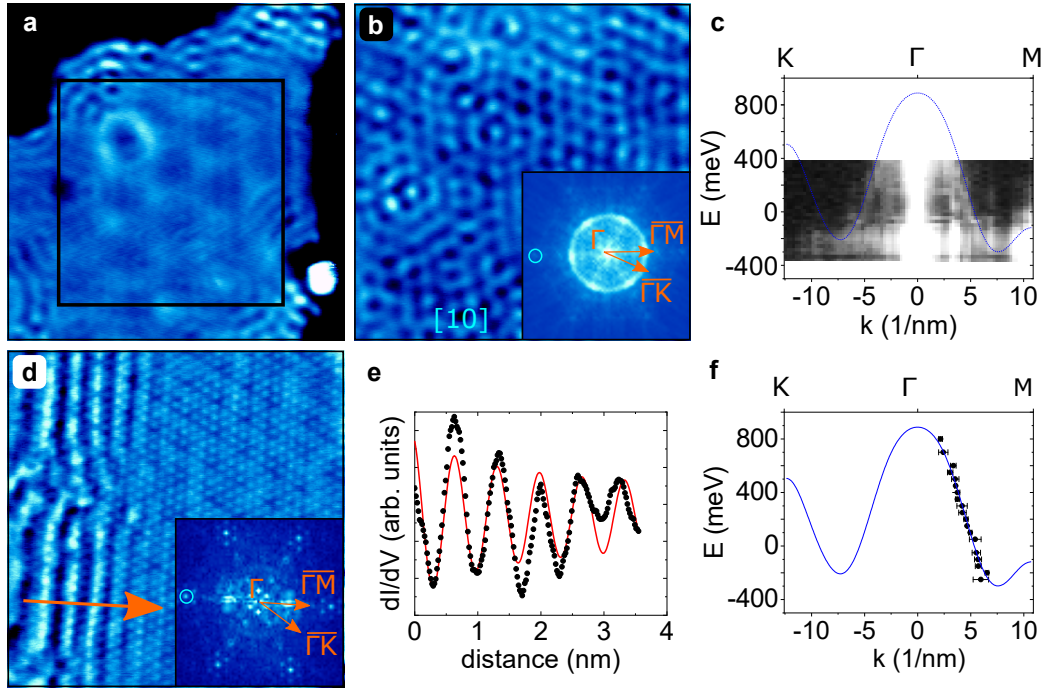 a
b
[10]
Γ
ΓM
ΓK
c
K Γ M
E (meV)
800
400
0
-400
-10 -5 0 5 10
k (1/nm)
d
Γ
ΓM
ΓK
e
dI/dV (arb. units)
0 1 2 3 4
distance (nm)
f
K Γ M
E (meV)
800
400
0
-400
-10 -5 0 5 10
k (1/nm)